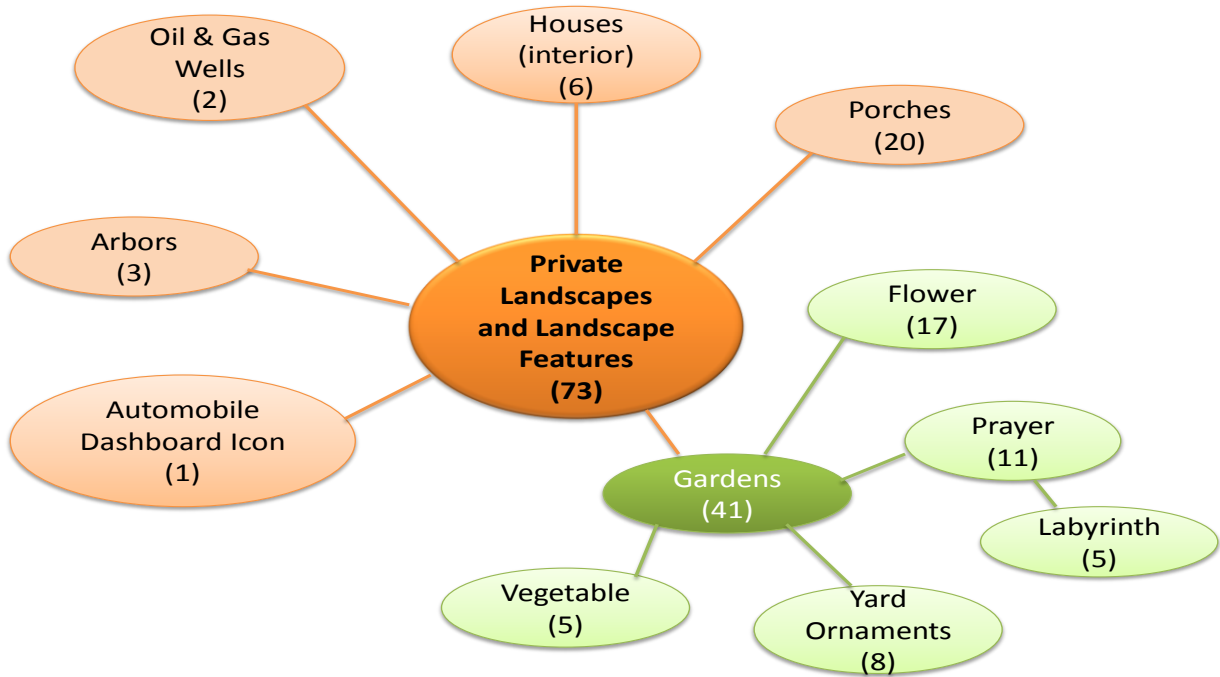 Oil & Gas
Wells
(2)
Houses
(interior)
(6)
Porches
(20)
Arbors
(3)
Private
Landscapes
and Landscape
Features
(73)
Flower
(17)
Automobile
Dashboard Icon
(1)
Prayer
(11)
Gardens
(41)
Labyrinth
(5)
Vegetable
(5)
Yard
Ornaments
(8)